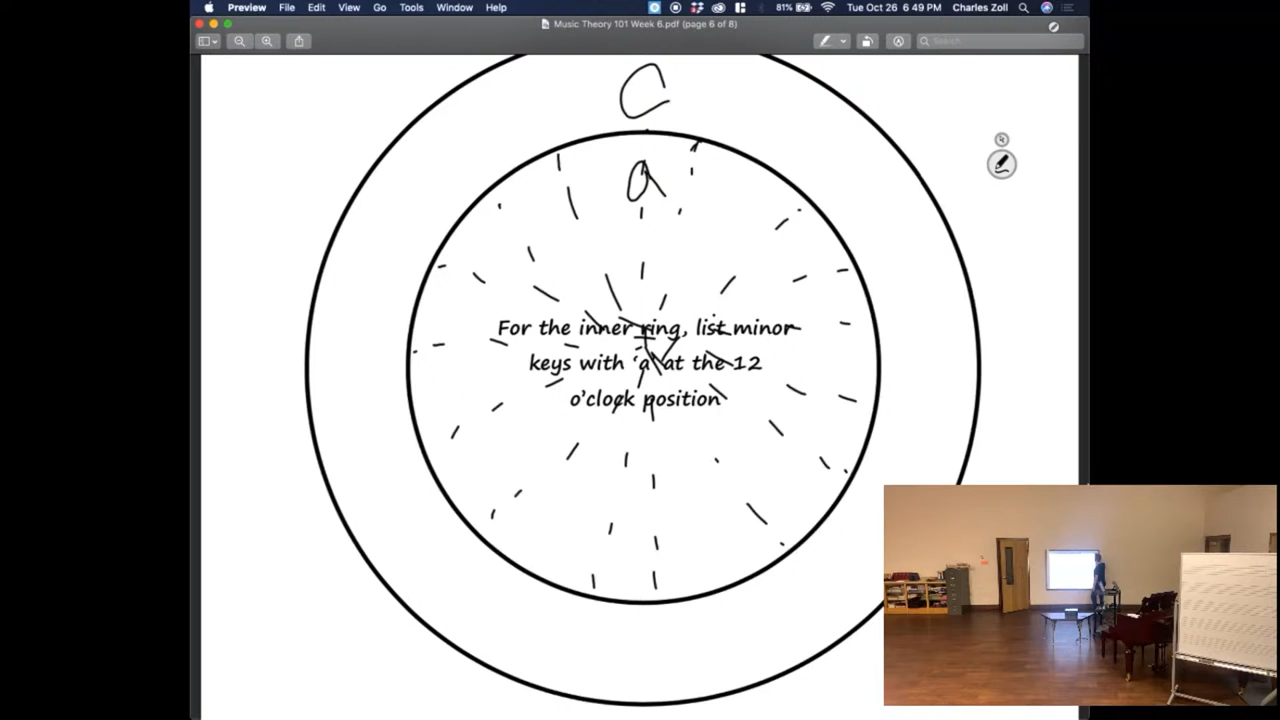 Preview File Edit View Go Tools Window Help 81% Tue Oct 26 6:49 PM Charles Zoll
Music Theory 101 Week 6.pdf (page 6 of 8)
Search
C
a
For the inner ring, list minor
keys with 'a' at the 12
o'clock position